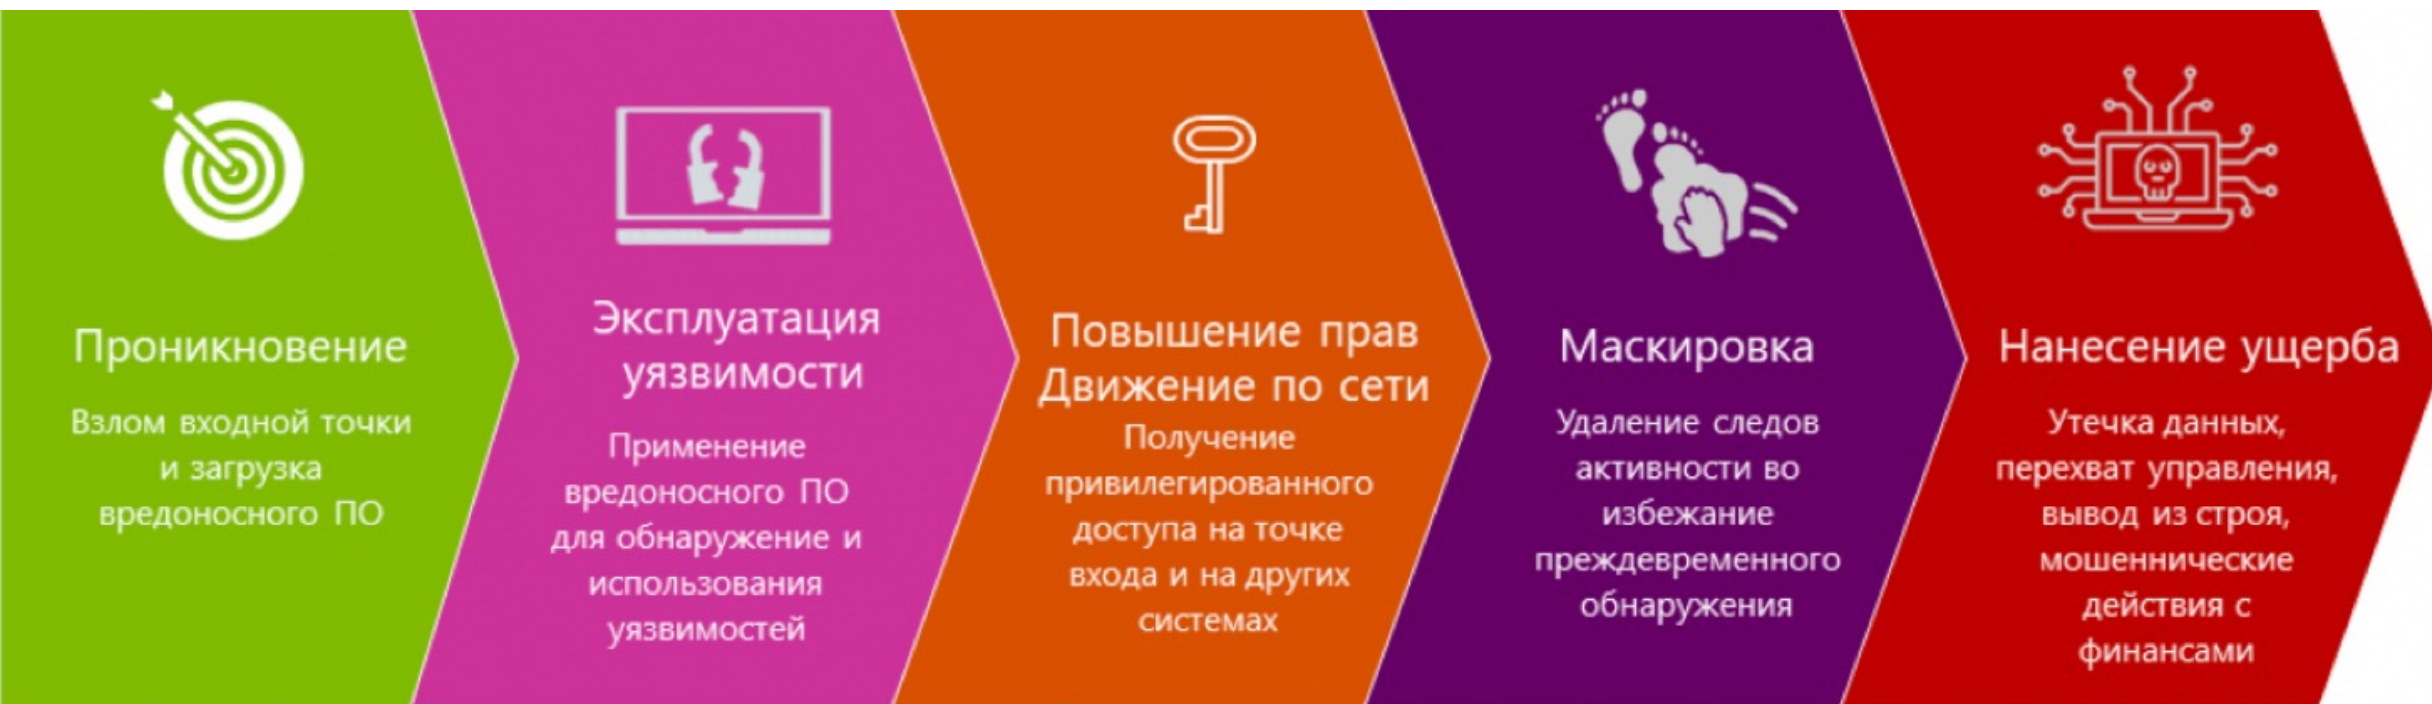 Проникновение
Взлом входной точки
и загрузка
вредоносного ПО
Эксплуатация
уязвимости
Применение
вредоносного ПО
для обнаружение и
использования
уязвимостей
Повышение прав
Движение по сети
Получение
привилегированного
доступа на точке
входа и на других
системах
Маскировка
Удаление следов
активности во
избежание
преждевременного
обнаружения
Нанесение ущерба
Утечка данных,
перехват управления,
вывод из строя,
мошеннические
действия с
финансами